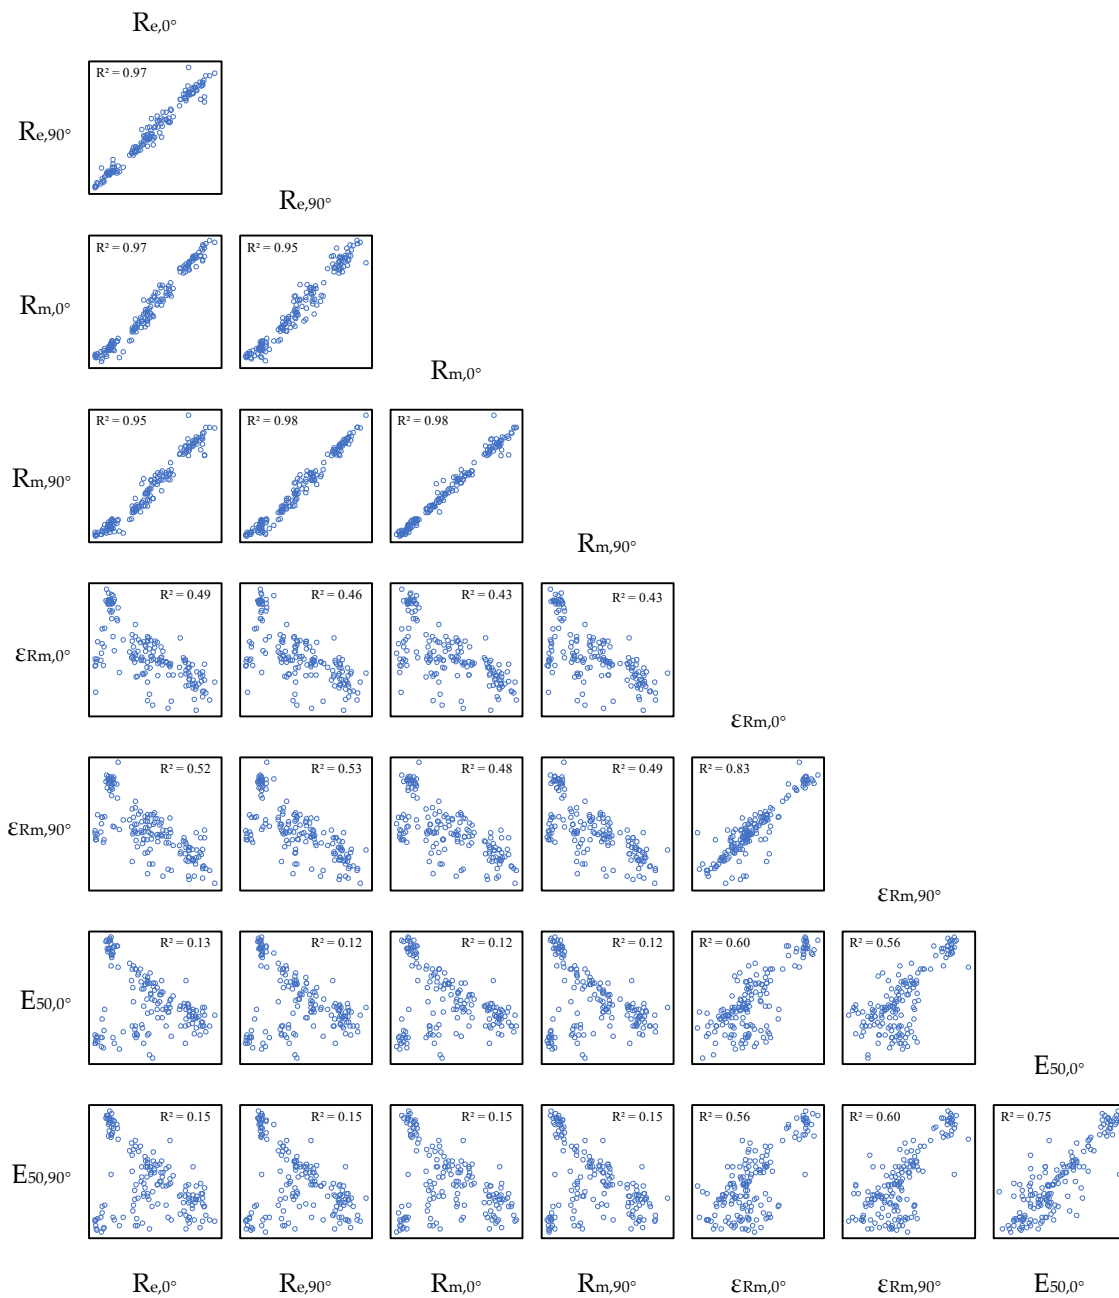 Re,0°
R² = 0.97
Re,90°
Re,90°
R² = 0.97 R² = 0.95
Rm,0°
Rm,0°
R² = 0.95 R² = 0.98 R² = 0.98
Rm,90°
Rm,90°
R² = 0.49 R² = 0.46 R² = 0.43 R² = 0.43
εRm,0°
εRm,0°
R² = 0.52 R² = 0.53 R² = 0.48 R² = 0.49 R² = 0.83
εRm,90°
εRm,90°
R² = 0.13 R² = 0.12 R² = 0.12 R² = 0.12 R² = 0.60 R² = 0.56
E50,0°
E50,0°
R² = 0.15 R² = 0.15 R² = 0.15 R² = 0.15 R² = 0.56 R² = 0.60 R² = 0.75
E50,90°
Re,0° Re,90° Rm,0° Rm,90° εRm,0° εRm,90° E50,0°